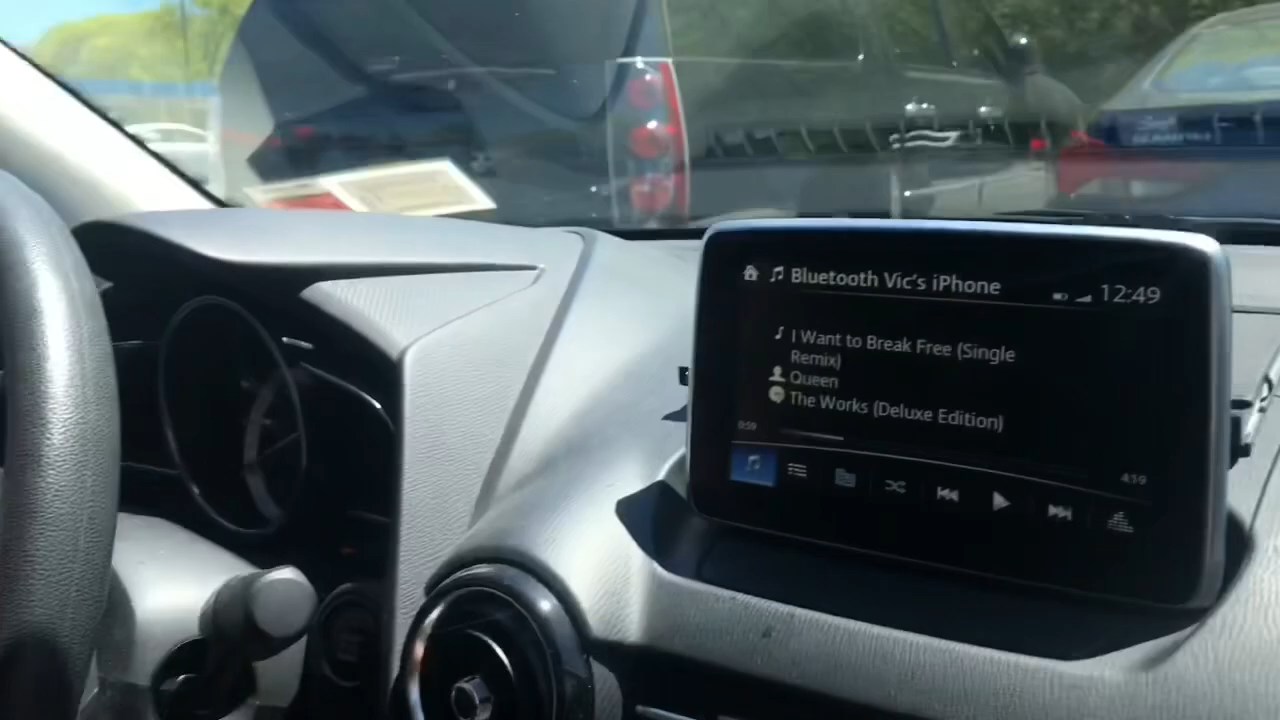 Bluetooth Vic's iPhone
12:49
I Want to Break Free (Single
Remix)
Queen
The Works (Deluxe Edition)
0:59
4:19